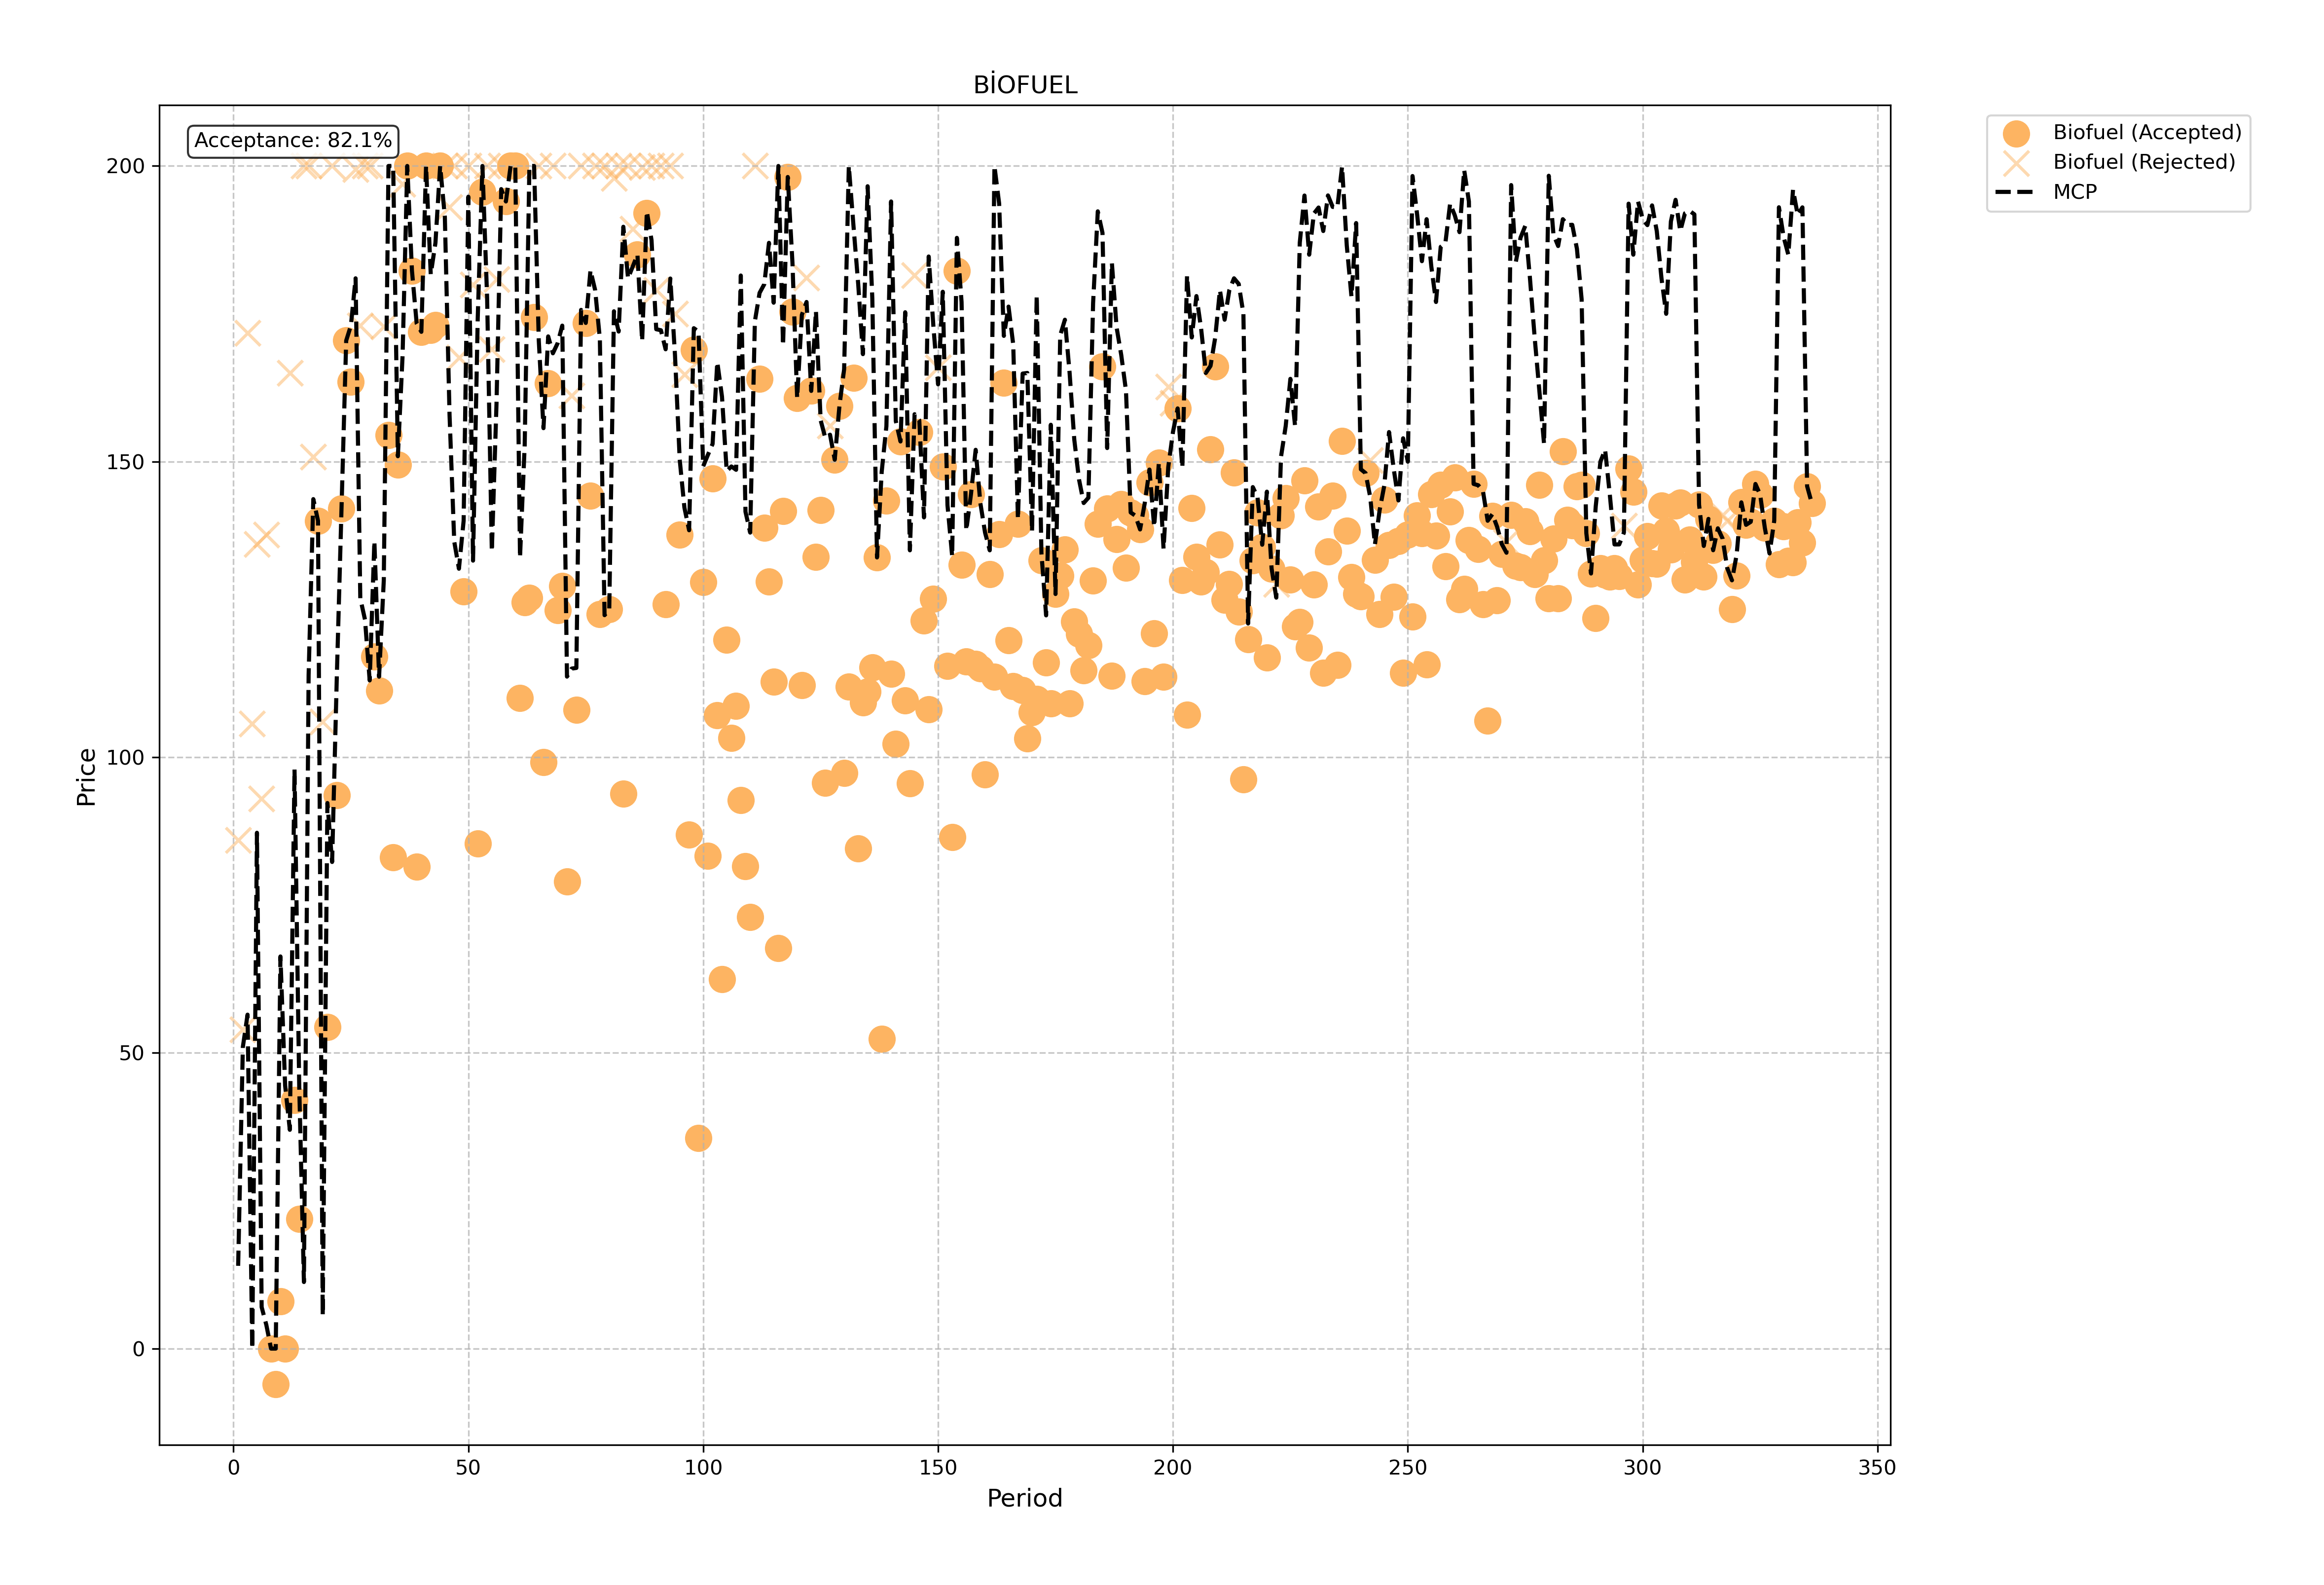 BİOFUEL
Acceptance: 82.1%
Biofuel (Accepted)
Biofuel (Rejected)
MCP
200
150
100
50
0
Price
0 50 100 150 200 250 300 350
Period